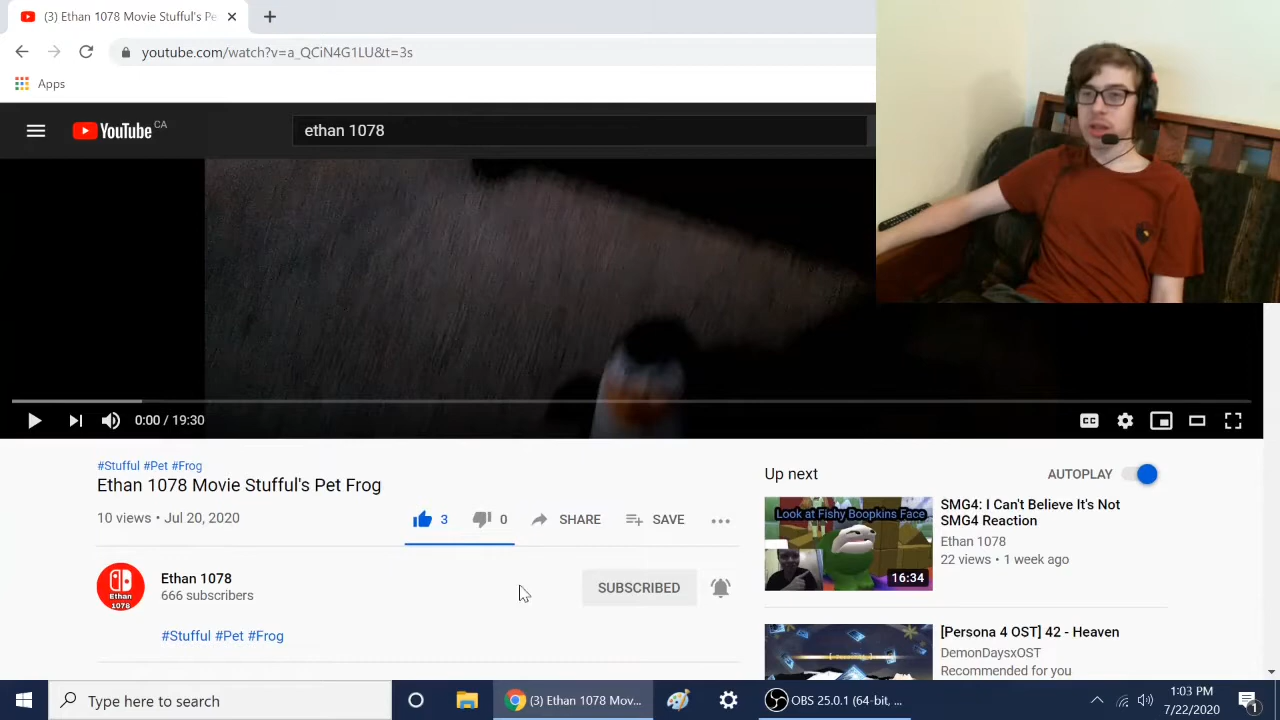 (3) Ethan 1078 Movie Stufful's Pe
youtube.com/watch?v=a_QCiN4G1LU&t=3s
Apps
YouTube CA
ethan 1078
0:00 / 19:30
CC
#Stufful #Pet #Frog
Ethan 1078 Movie Stufful's Pet Frog
10 views • Jul 20, 2020
3
0
SHARE
SAVE
Ethan 1078
666 subscribers
SUBSCRIBED
#Stufful #Pet #Frog
Up next
AUTOPLAY
Look at Fishy Boopkins Face
16:34
SMG4: I Can't Believe It's Not
SMG4 Reaction
Ethan 1078
22 views • 1 week ago
[Persona 4 OST] 42 - Heaven
DemonDaysxOST
Recommended for you
Ethan
1078
Type here to search
(3) Ethan 1078 Mov...
OBS 25.0.1 (64-bit, ...
1:03 PM
7/22/2020
1